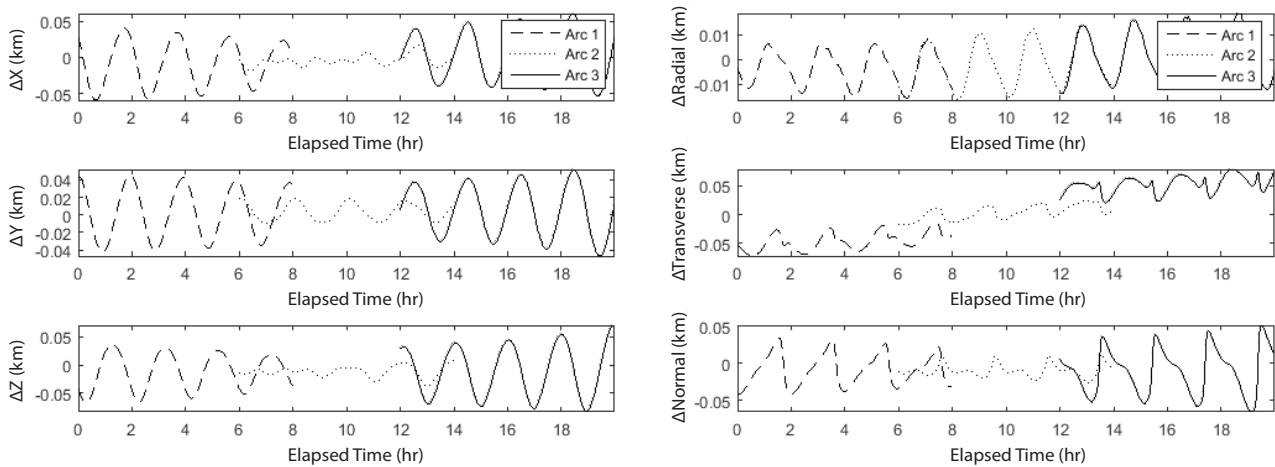 ΔX (km)
0.05
0
-0.05
Arc 1
Arc 2
Arc 3
0 2 4 6 8 10 12 14 16 18
Elapsed Time (hr)
ΔY (km)
0.04
0.02
0
-0.02
-0.04
0 2 4 6 8 10 12 14 16 18
Elapsed Time (hr)
ΔZ (km)
0.05
0
-0.05
0 2 4 6 8 10 12 14 16 18
Elapsed Time (hr)
ΔRadial (km)
0.01
0
-0.01
Arc 1
Arc 2
Arc 3
0 2 4 6 8 10 12 14 16 18
Elapsed Time (hr)
ΔTransverse (km)
0.05
0
-0.05
0 2 4 6 8 10 12 14 16 18
Elapsed Time (hr)
ΔNormal (km)
0.05
0
-0.05
0 2 4 6 8 10 12 14 16 18
Elapsed Time (hr)